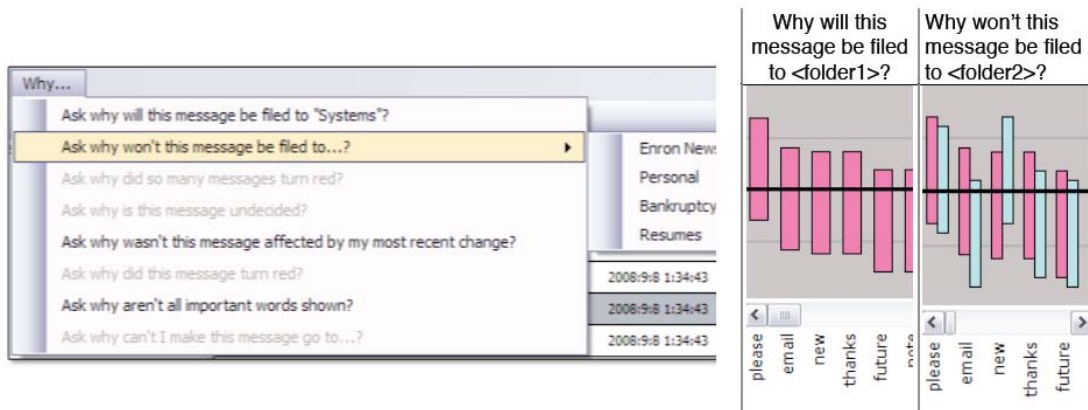 Why...
Ask why will this message be filed to "Systems"?
Ask why won't this message be filed to...?
Ask why did so many messages turn red?
Ask why is this message undecided?
Ask why wasn't this message affected by my most recent change?
Ask why did this message turn red?
Ask why aren't all important words shown?
Ask why can't I make this message go to...?
Enron New
Personal
Bankruptcy
Resumes
2008:9:8 1:34:43
2008:9:8 1:34:43
2008:9:8 1:34:43
Why will this
message be filed
to <folder1>?
please
email
new
thanks
future
note
Why won't this
message be filed
to <folder2>?
please
email
new
thanks
future